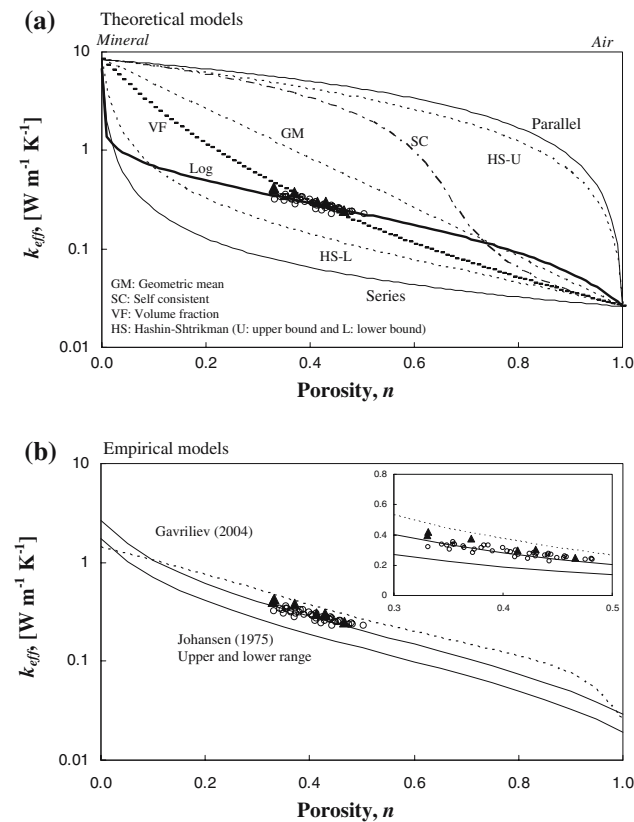 (a) Theoretical models
Mineral
Air
10
1
0.1
0.01
k_eff, [W m⁻¹ K⁻¹]
VF
GM
SC
Parallel
HS-U
Log
HS-L
Series
GM: Geometric mean
SC: Self consistent
VF: Volume fraction
HS: Hashin-Shtrikman (U: upper bound and L: lower bound)
0.0 0.2 0.4 0.6 0.8 1.0
Porosity, n
(b) Empirical models
10
1
0.1
0.01
k_eff, [W m⁻¹ K⁻¹]
Gavriliev (2004)
Johansen (1975)
Upper and lower range
0.8
0.6
0.4
0.2
0
0.3 0.4 0.5
0.0 0.2 0.4 0.6 0.8 1.0
Porosity, n